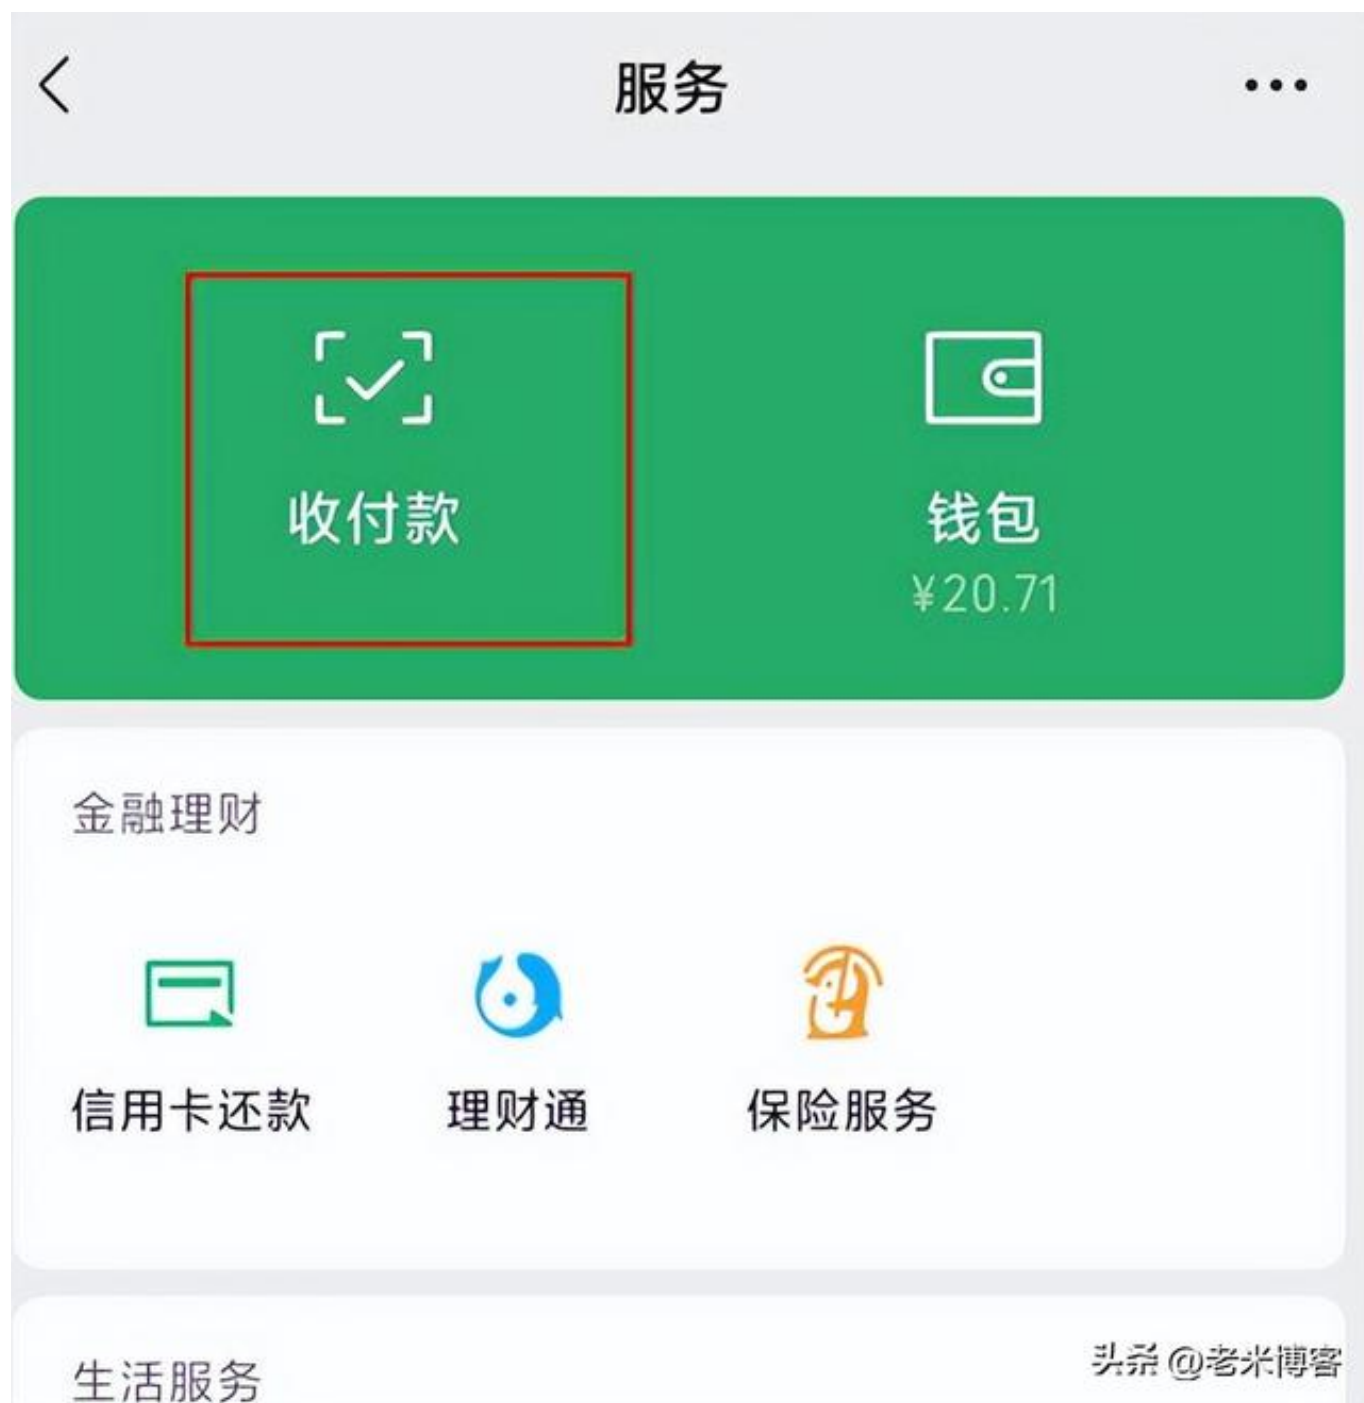 服务
收付款
钱包
¥20.71
金融理财
信用卡还款
理财通
保险服务
生活服务
头条 @老米博客